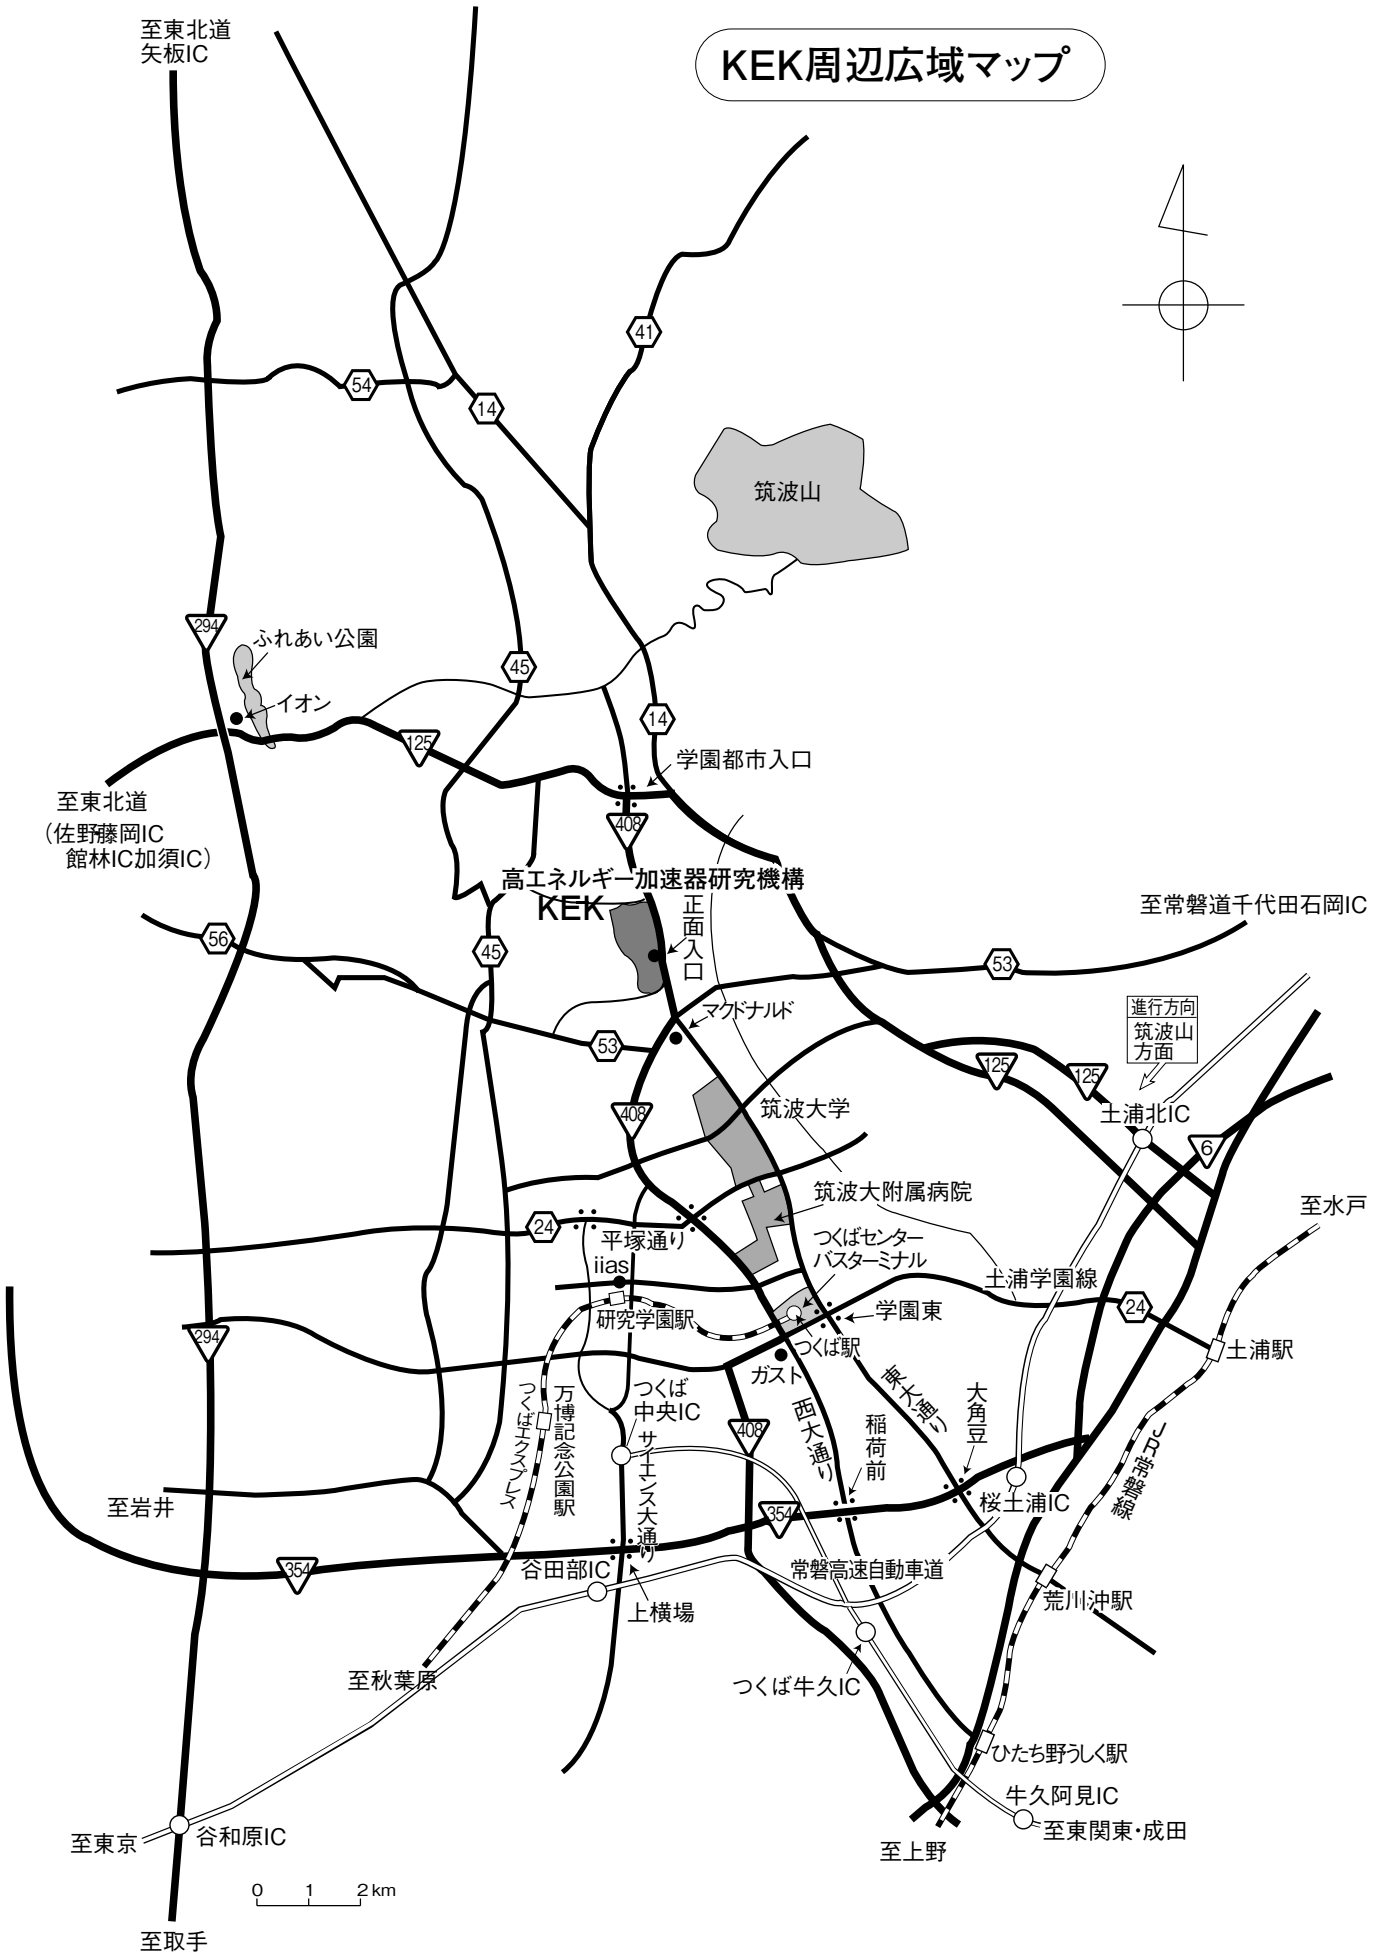 至東北道
矢板IC
KEK周辺広域マップ
41
54
14
筑波山
294
ふれあい公園
45
イオン
14
125
学園都市入口
至東北道
(佐野藤岡IC
館林IC加須IC)
408
高エネルギー加速器研究機構
KEK
正面入口
至常磐道千代田石岡IC
56
45
53
進行方向
筑波山
方面
マクドナルド
53
125
125
408
筑波大学
土浦北IC
6
筑波大附属病院
至水戸
24
平塚通り
つくばセンター
バスターミナル
iias
土浦学園線
24
研究学園駅
学園東
294
つくば駅
土浦駅
ガスト
つくばエクスプレス
万博記念公園駅
つくば
中央IC
サイエンス大通り
408
西大通り
東大通り
稲荷前
大角豆
JR常磐線
至岩井
桜土浦IC
354
354
谷田部IC
常磐高速自動車道
上横場
荒川沖駅
至秋葉原
つくば牛久IC
ひたち野うしく駅
牛久阿見IC
至東関東・成田
至東京
谷和原IC
至上野
0 1 2 km
至取手